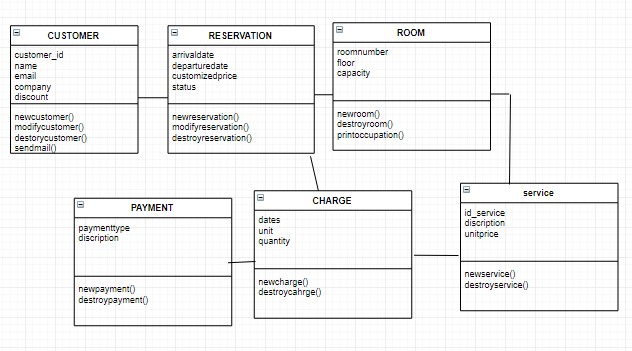 CUSTOMER
customer_id
name
email
company
discount
newcustomer()
modifycustomer()
destorycustomer()
sendmail()
RESERVATION
arrivaldate
departuredate
customizedprice
status
newreservation()
modifyreservation()
destroyreservation()
ROOM
roomnumber
floor
capacity
newroom()
destroyroom()
printoccupation()
PAYMENT
paymenttype
discription
newpayment()
destroypayment()
CHARGE
dates
unit
quantity
newcharge()
destroycahrge()
service
id_service
discription
unitprice
newservice()
destroyservice()